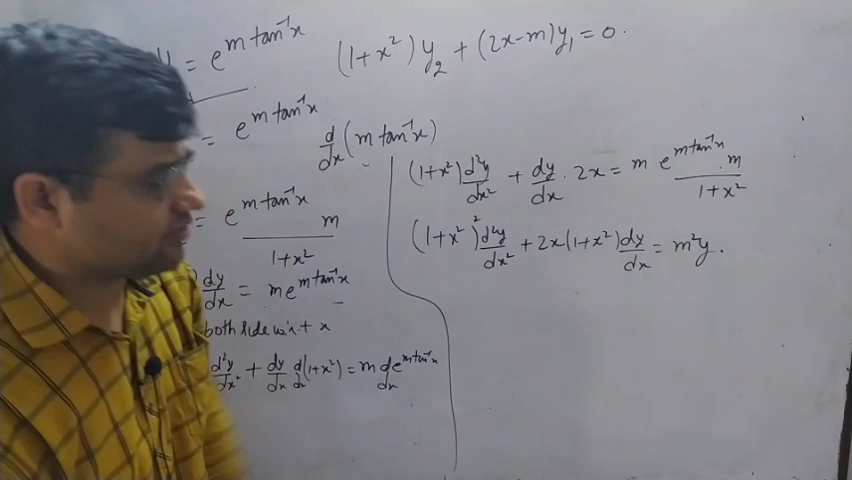 y = e^{m tan⁻¹x}
(1+x²) y₂ + (2x-m)y₁ = 0.
= e^{m tan⁻¹x} d/dx (m tan⁻¹x)
= e^{m tan⁻¹x} m/(1+x²)
dy/dx = m e^{m tan⁻¹x}
both side w.r.t x
d²y/dx² + dy/dx d/dx (1+x²) = m d/dx e^{m tan⁻¹x}
(1+x²) d²y/dx² + dy/dx . 2x = m e^{m tan⁻¹x} . m/(1+x²)
(1+x²)² d²y/dx² + 2x(1+x²) dy/dx = m²y.